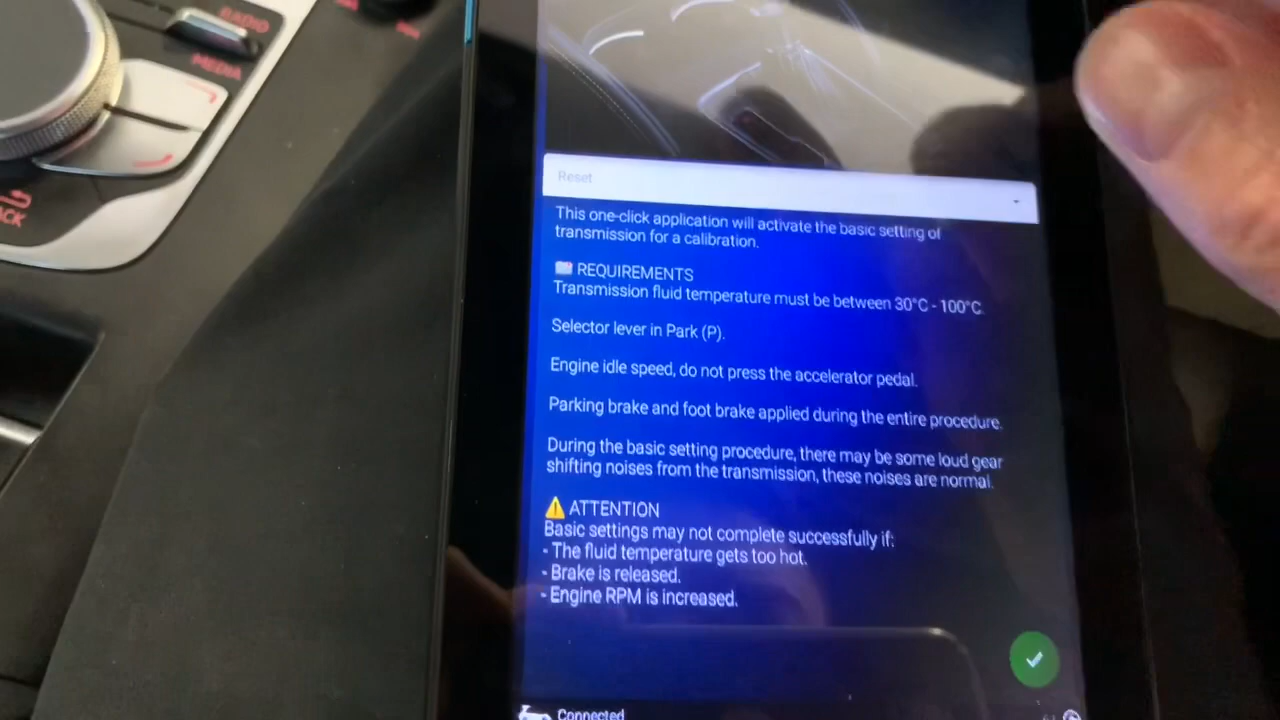 RADIO
MEDIA
ACK
Reset
This one-click application will activate the basic setting of
transmission for a calibration.
REQUIREMENTS
Transmission fluid temperature must be between 30°C - 100°C.
Selector lever in Park (P).
Engine idle speed, do not press the accelerator pedal.
Parking brake and foot brake applied during the entire procedure.
During the basic setting procedure, there may be some loud gear
shifting noises from the transmission, these noises are normal.
ATTENTION
Basic settings may not complete successfully if:
- The fluid temperature gets too hot.
- Brake is released.
- Engine RPM is increased.
Connected